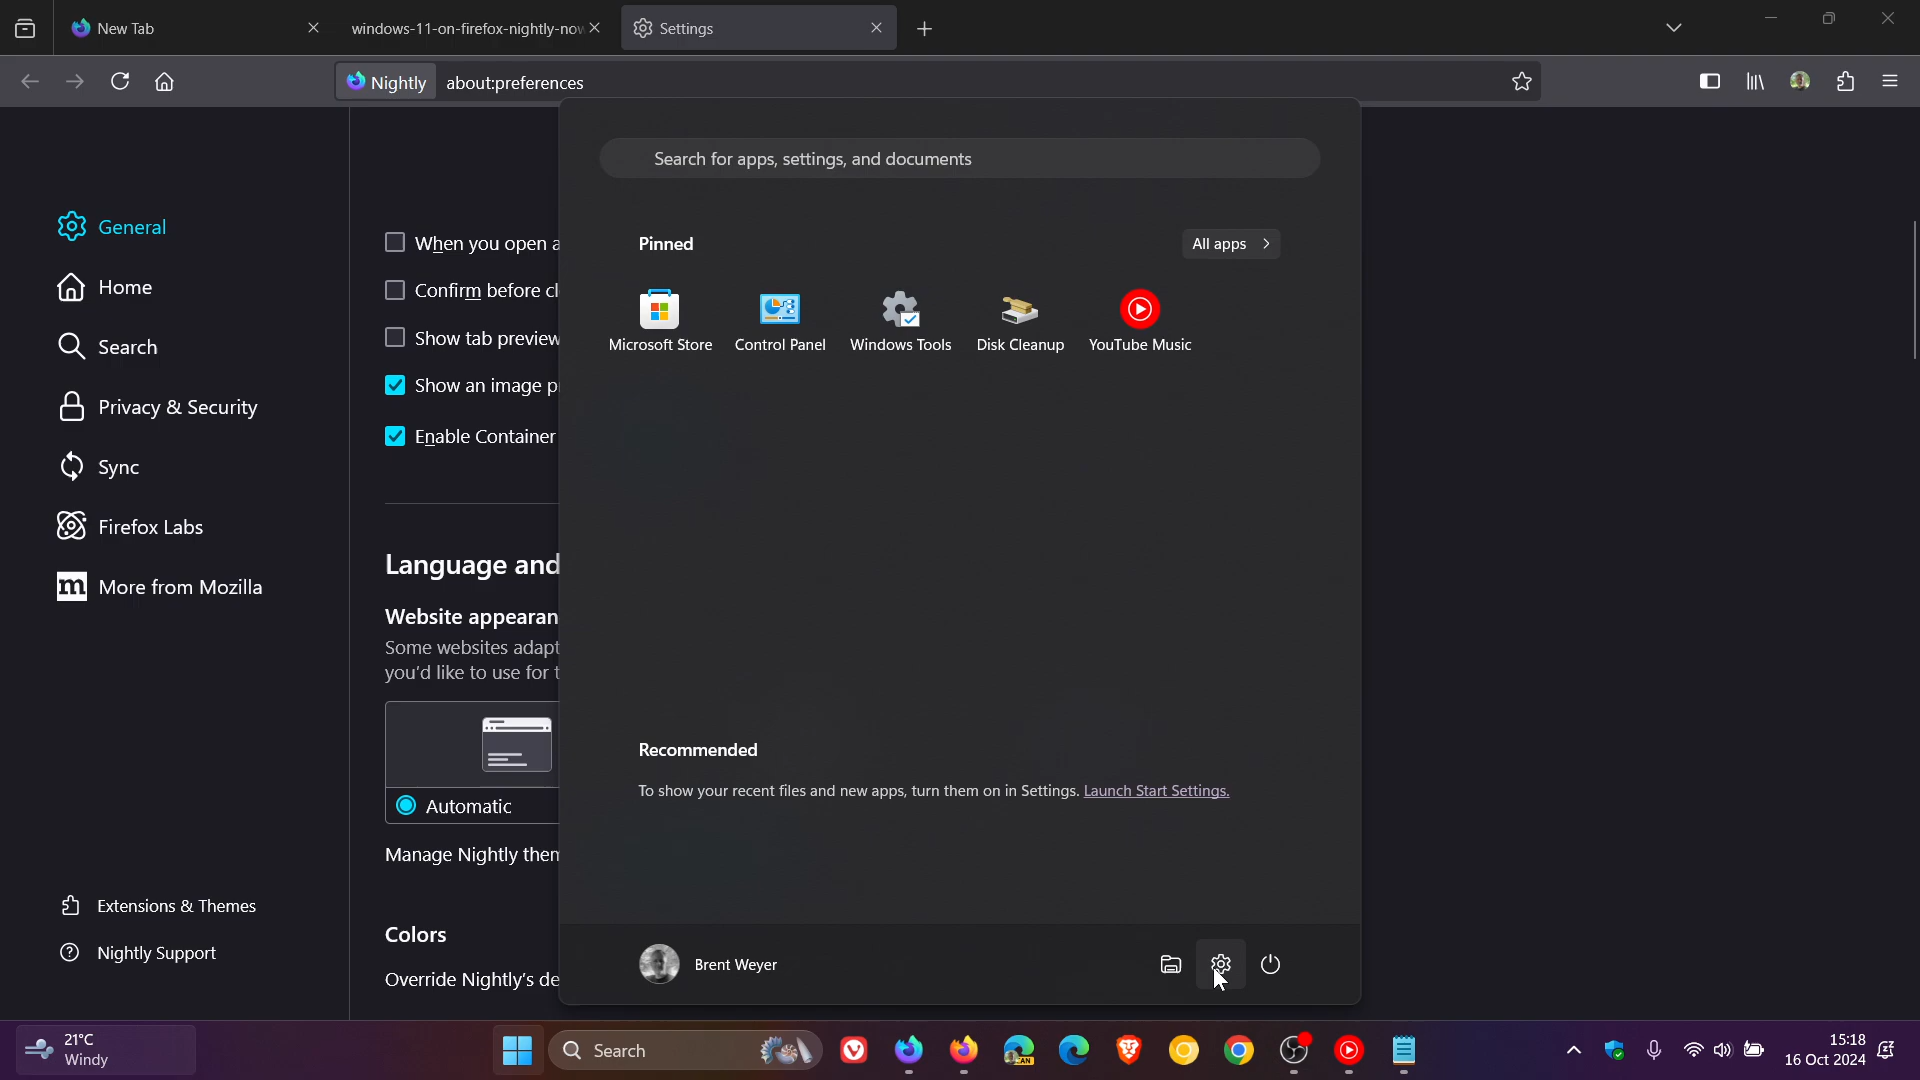 New Tab
windows-11-on-firefox-nightly-nov
Settings
Nightly
about:preferences
Search for apps, settings, and documents
Pinned
All apps
Microsoft Store
Control Panel
Windows Tools
Disk Cleanup
YouTube Music
General
Home
Search
Privacy & Security
Sync
Firefox Labs
More from Mozilla
Extensions & Themes
Nightly Support
When you open a
Confirm before cl
Show tab preview
Show an image p
Enable Container
Language and
Website appearan
Some websites adapt
you'd like to use for t
Automatic
Manage Nightly them
Colors
Override Nightly's de
Recommended
To show your recent files and new apps, turn them on in Settings. Launch Start Settings.
Brent Weyer
21°C
Windy
Search
CAN
15:18
16 Oct 2024